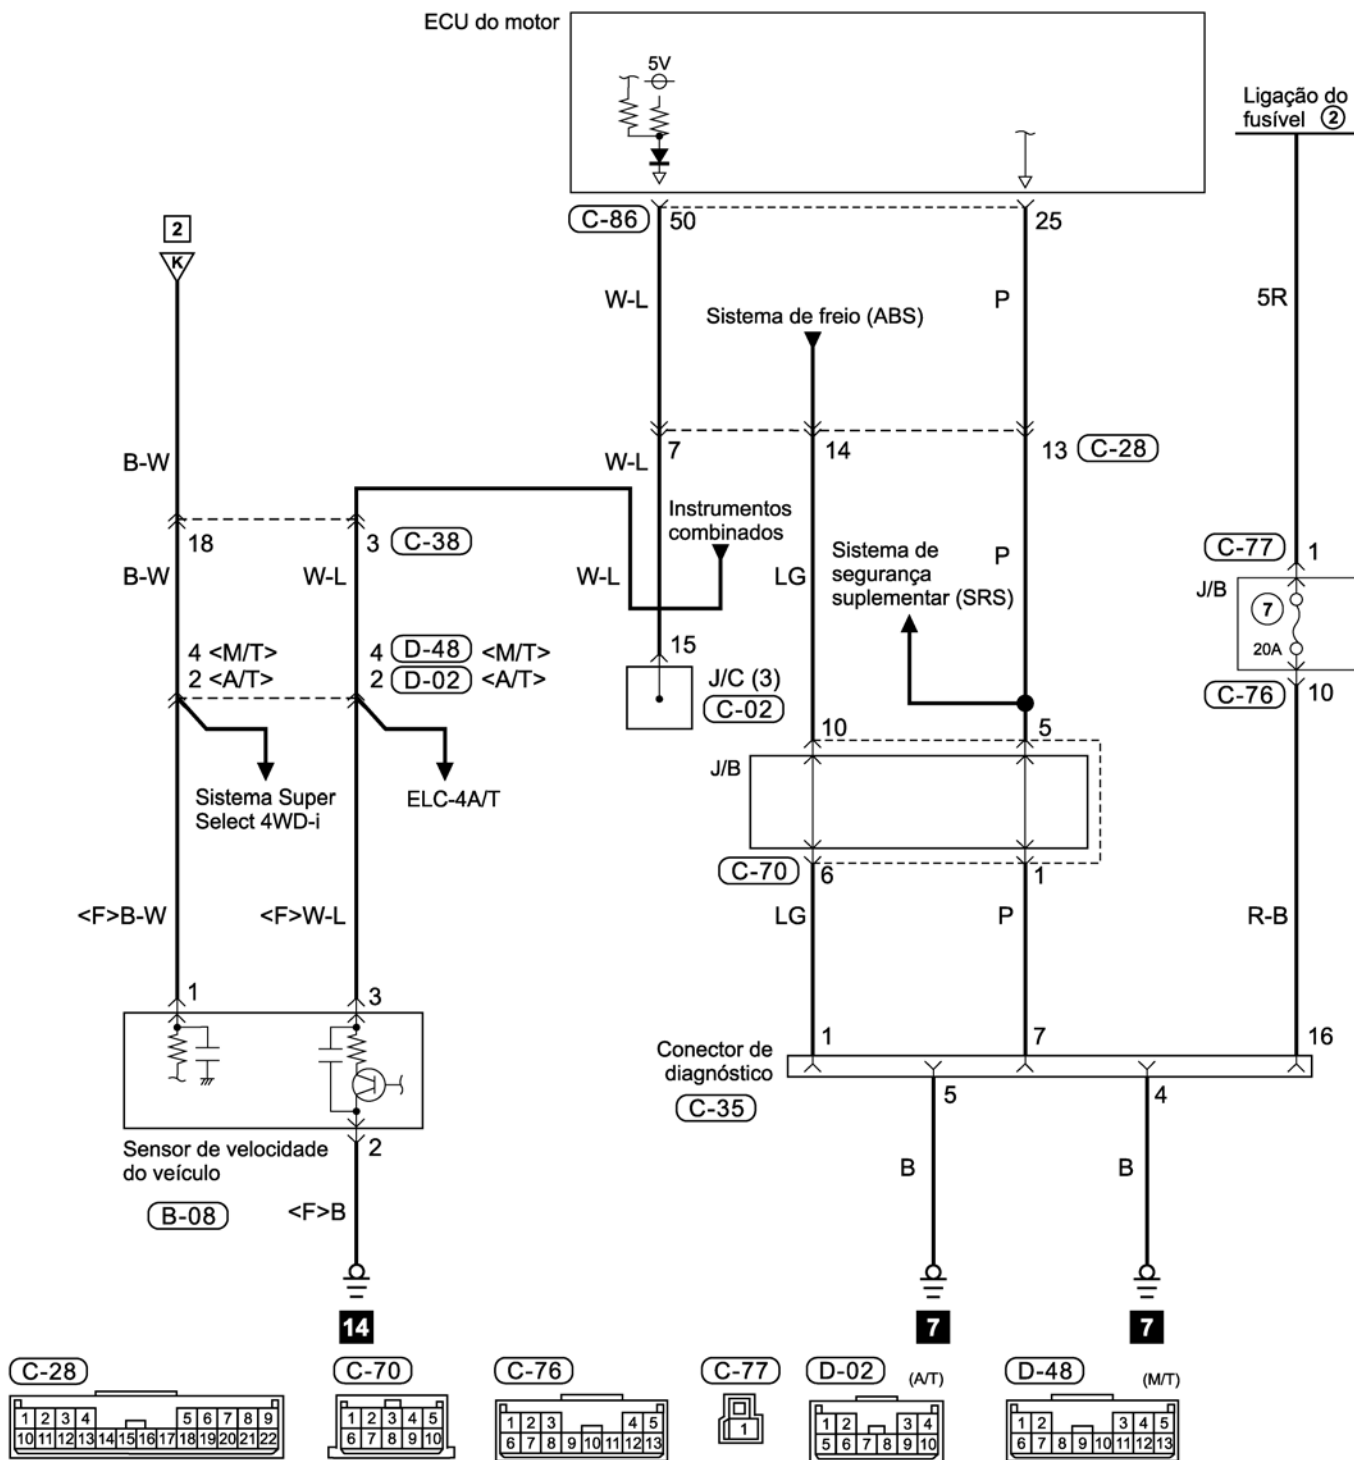 ECU do motor
5V
Ligação do
fusível 2
C-86 50 25
2
K
W-L P 5R
Sistema de freio (ABS)
B-W W-L 7 14 13 C-28
18 3 C-38
Instrumentos
combinados
C-77 1
B-W W-L W-L LG P
Sistema de
segurança
suplementar (SRS)
J/B
7
20A
4 <M/T> 4 D-48 <M/T>
2 <A/T> 2 D-02 <A/T>
15
J/C (3)
C-02
C-76 10
10 5
J/B
Sistema Super
Select 4WD-i
ELC-4A/T
C-70 6 1
<F>B-W <F>W-L LG P R-B
1 3
1 7 16
Conector de
diagnóstico
C-35
5 4
Sensor de velocidade
do veículo
B-08
2
<F>B
B B
14 7 7
C-28
1 2 3 4 5 6 7 8 9
10 11 12 13 14 15 16 17 18 19 20 21 22
C-70
1 2 3 4 5
6 7 8 9 10
C-76
1 2 3 4 5
6 7 8 9 10 11 12 13
C-77
1
D-02 (A/T)
1 2 3 4
5 6 7 8 9 10
D-48 (M/T)
1 2 3 4 5
6 7 8 9 10 11 12 13